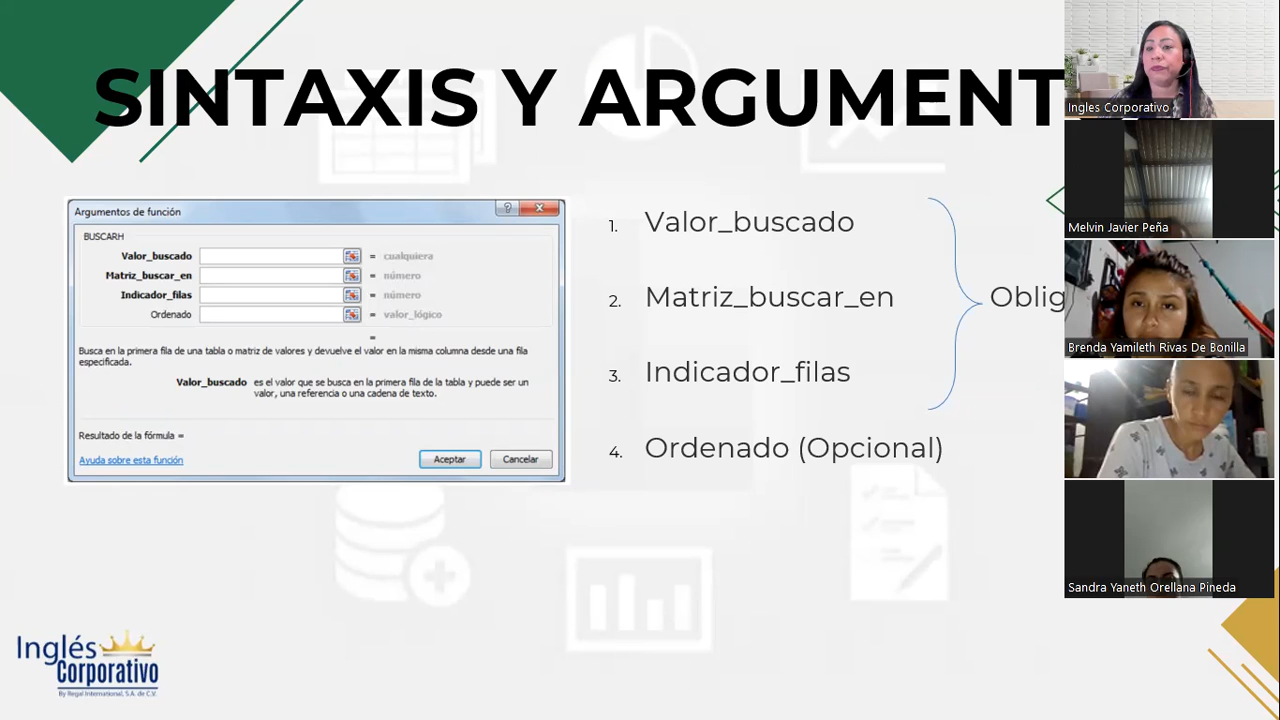 SINTAXIS Y ARGUMENT
Argumentos de función
?
BUSCARH
Valor_buscado = cualquiera
Matriz_buscar_en = número
Indicador_filas = número
Ordenado = valor_lógico
=
Busca en la primera fila de una tabla o matriz de valores y devuelve el valor en la misma columna desde una fila
especificada.
Valor_buscado es el valor que se busca en la primera fila de la tabla y puede ser un
valor, una referencia o una cadena de texto.
Resultado de la fórmula =
Ayuda sobre esta función
Aceptar
Cancelar
1. Valor_buscado
2. Matriz_buscar_en
3. Indicador_filas
4. Ordenado (Opcional)
Oblig
Ingles Corporativo
Melvin Javier Peña
Brenda Yamileth Rivas De Bonilla
Sandra Yaneth Orellana Pineda
Inglés
Corporativo
By Regal International, S.A. de C.V.